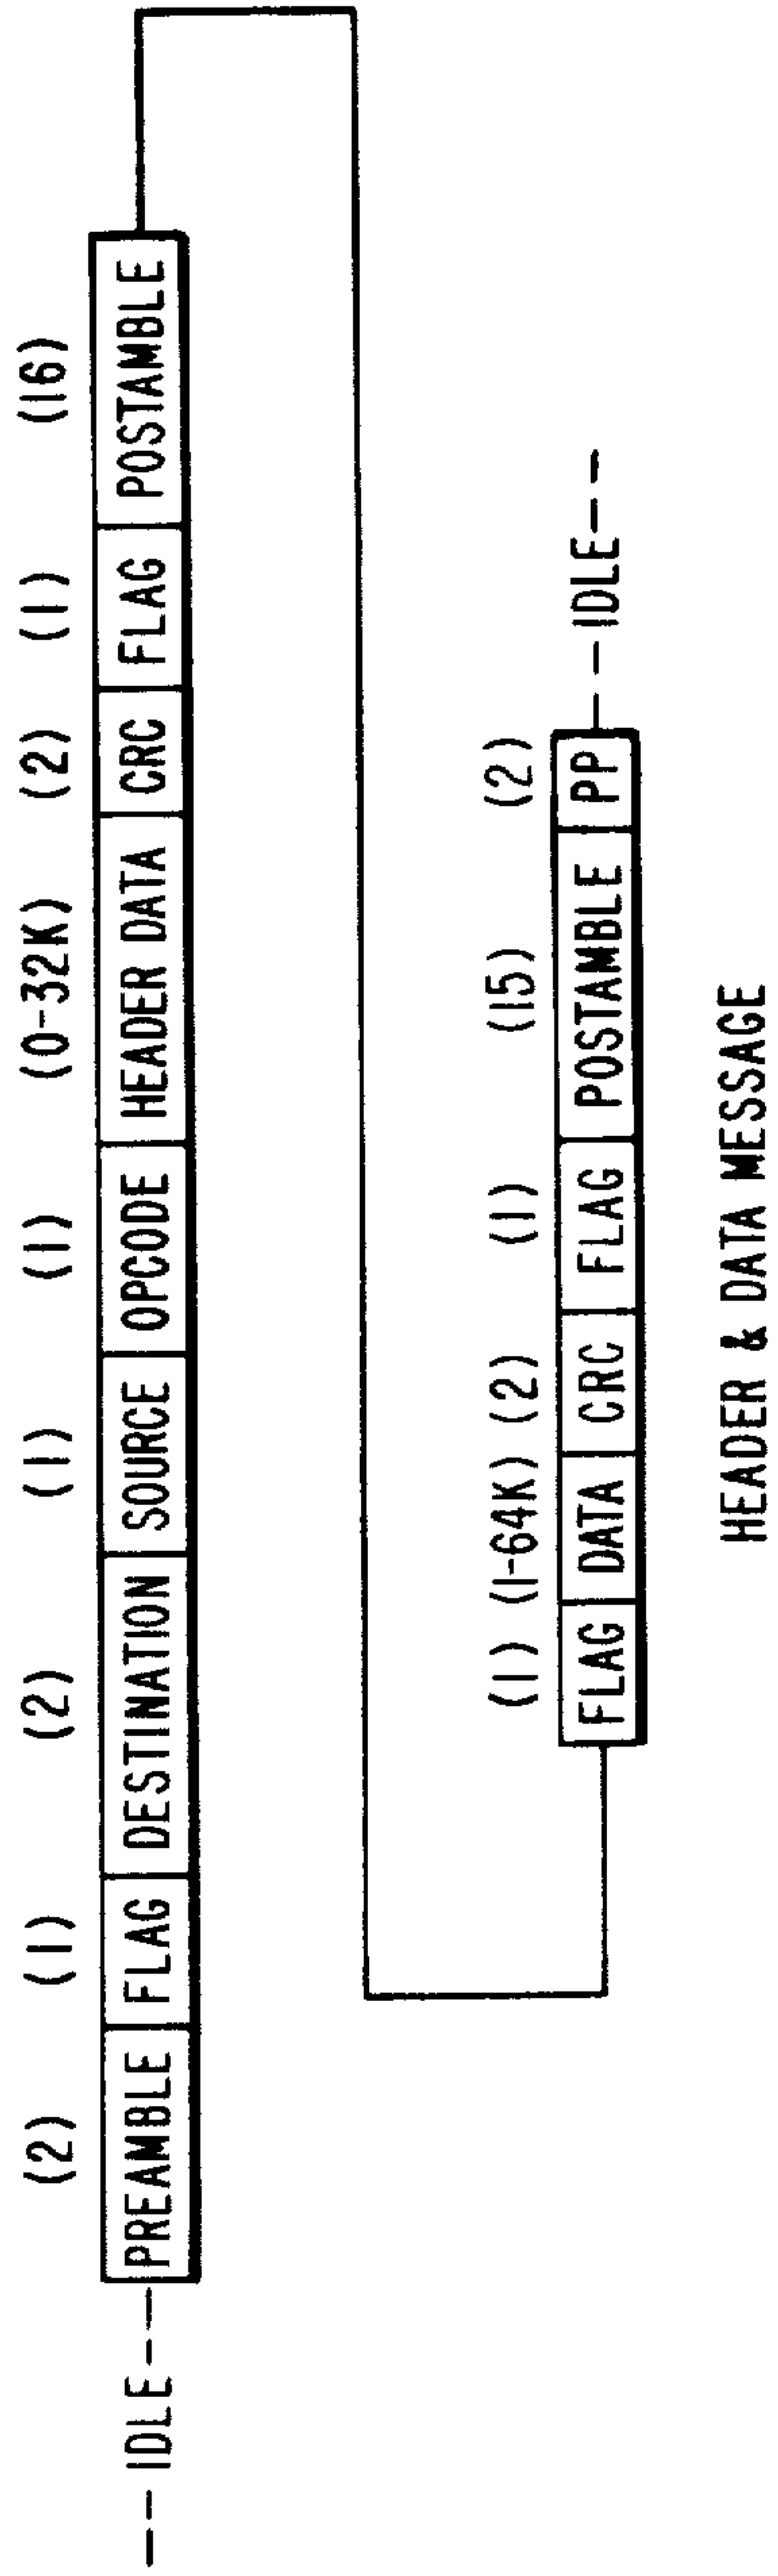 (2) (1) (2) (1) (1) (0-32K) (2) (1) (16)
-- IDLE -- PREAMBLE FLAG DESTINATION SOURCE OPCODE HEADER DATA CRC FLAG POSTAMBLE
(1) (1-64K) (2) (1) (15) (2)
FLAG DATA CRC FLAG POSTAMBLE PP -- IDLE --
HEADER & DATA MESSAGE